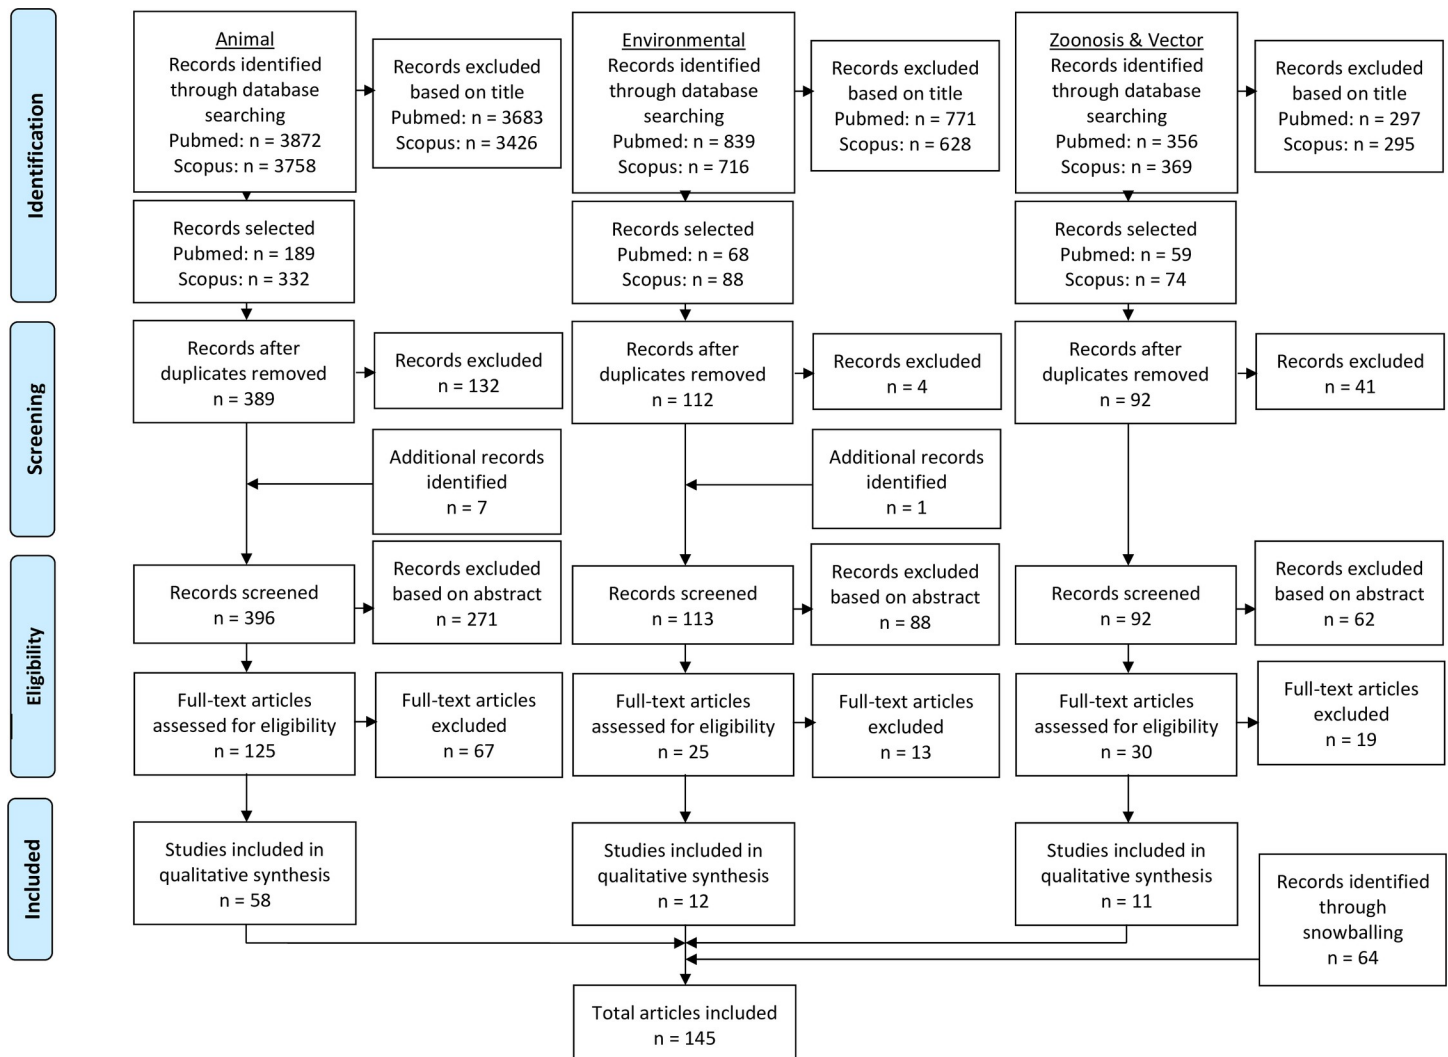 Identification
Animal
Records identified
through database
searching
Pubmed: n = 3872
Scopus: n = 3758
Records excluded
based on title
Pubmed: n = 3683
Scopus: n = 3426
Environmental
Records identified
through database
searching
Pubmed: n = 839
Scopus: n = 716
Records excluded
based on title
Pubmed: n = 771
Scopus: n = 628
Zoonosis & Vector
Records identified
through database
searching
Pubmed: n = 356
Scopus: n = 369
Records excluded
based on title
Pubmed: n = 297
Scopus: n = 295
Records selected
Pubmed: n = 189
Scopus: n = 332
Records selected
Pubmed: n = 68
Scopus: n = 88
Records selected
Pubmed: n = 59
Scopus: n = 74
Screening
Records after
duplicates removed
n = 389
Records excluded
n = 132
Records after
duplicates removed
n = 112
Records excluded
n = 4
Records after
duplicates removed
n = 92
Records excluded
n = 41
Additional records
identified
n = 7
Additional records
identified
n = 1
Eligibility
Records screened
n = 396
Records excluded
based on abstract
n = 271
Records screened
n = 113
Records excluded
based on abstract
n = 88
Records screened
n = 92
Records excluded
based on abstract
n = 62
Full-text articles
assessed for eligibility
n = 125
Full-text articles
excluded
n = 67
Full-text articles
assessed for eligibility
n = 25
Full-text articles
excluded
n = 13
Full-text articles
assessed for eligibility
n = 30
Full-text articles
excluded
n = 19
Included
Studies included in
qualitative synthesis
n = 58
Studies included in
qualitative synthesis
n = 12
Studies included in
qualitative synthesis
n = 11
Records identified
through
snowballing
n = 64
Total articles included
n = 145